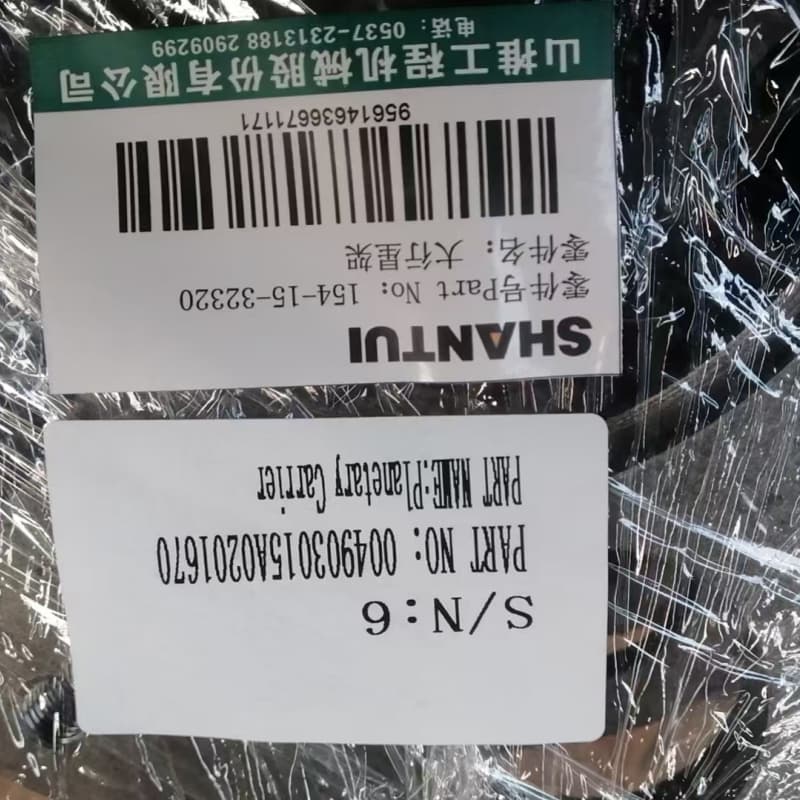 S/N:6
PART NO: 004903015A0201670
PART NAME:Planetary Carrier
SHANTUI
零件号Part No: 154-15-32320
零件名: 大行星架
95614636671171
山推工程机械股份有限公司
电话: 0537-2313188 2909299